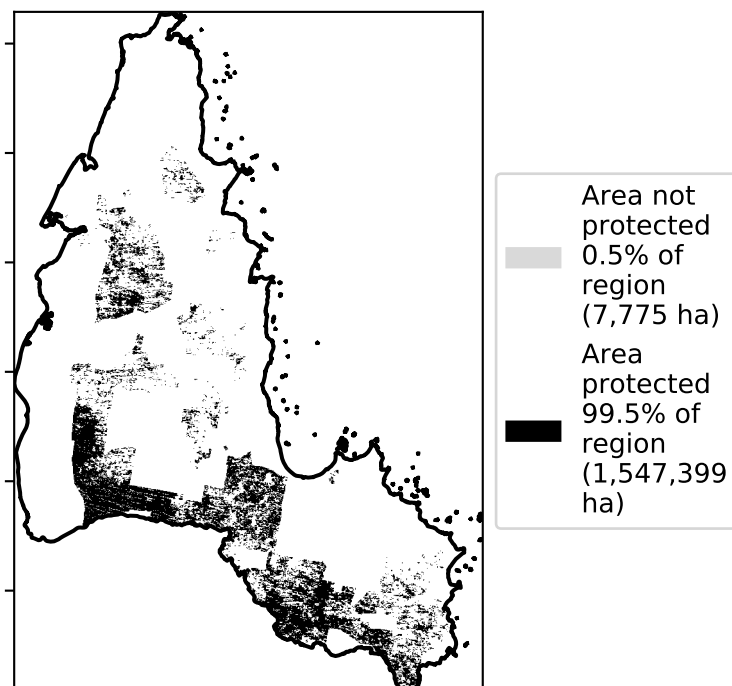 Area not
protected
0.5% of
region
(7,775 ha)
Area
protected
99.5% of
region
(1,547,399
ha)